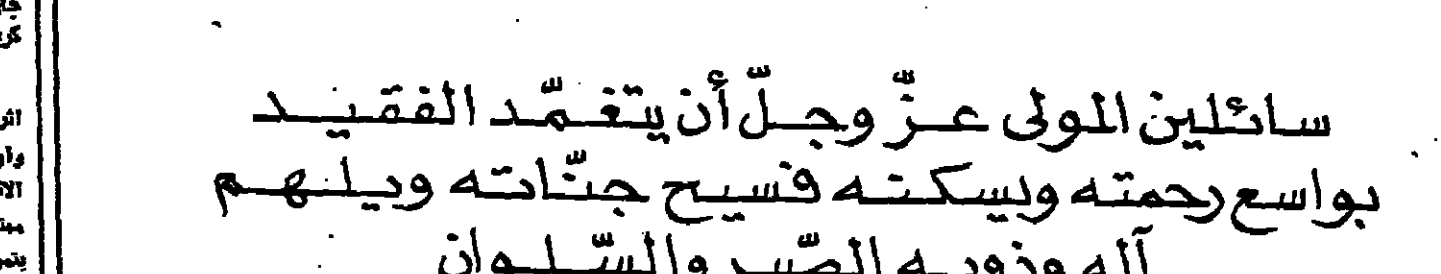 سائلين المولى عزّ وجلّ أن يتغمّد الفقيد
بواسع رحمته ويسكنه فسيح جنّاته ويلهم
آله وذويه الصّبر والسّلوان